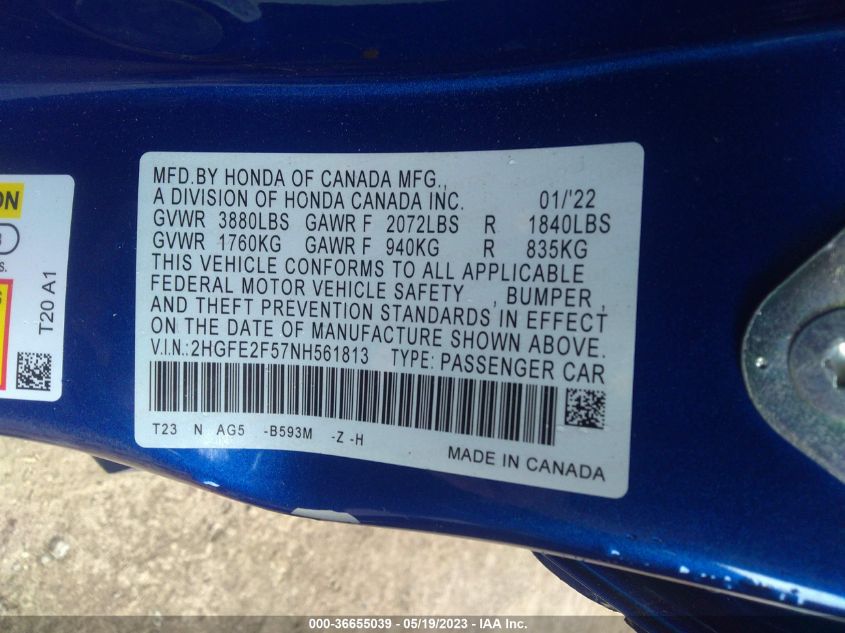 MFD.BY HONDA OF CANADA MFG.,
A DIVISION OF HONDA CANADA INC. 01/'22
GVWR 3880LBS GAWR F 2072LBS R 1840LBS
GVWR 1760KG GAWR F 940KG R 835KG
THIS VEHICLE CONFORMS TO ALL APPLICABLE
FEDERAL MOTOR VEHICLE SAFETY , BUMPER ,
AND THEFT PREVENTION STANDARDS IN EFFECT
ON THE DATE OF MANUFACTURE SHOWN ABOVE.
V.I.N.:2HGFE2F57NH561813 TYPE: PASSENGER CAR
T23 N AG5 -B593M -Z -H
MADE IN CANADA
T20 A1
000-36655039 - 05/19/2023 - IAA Inc.